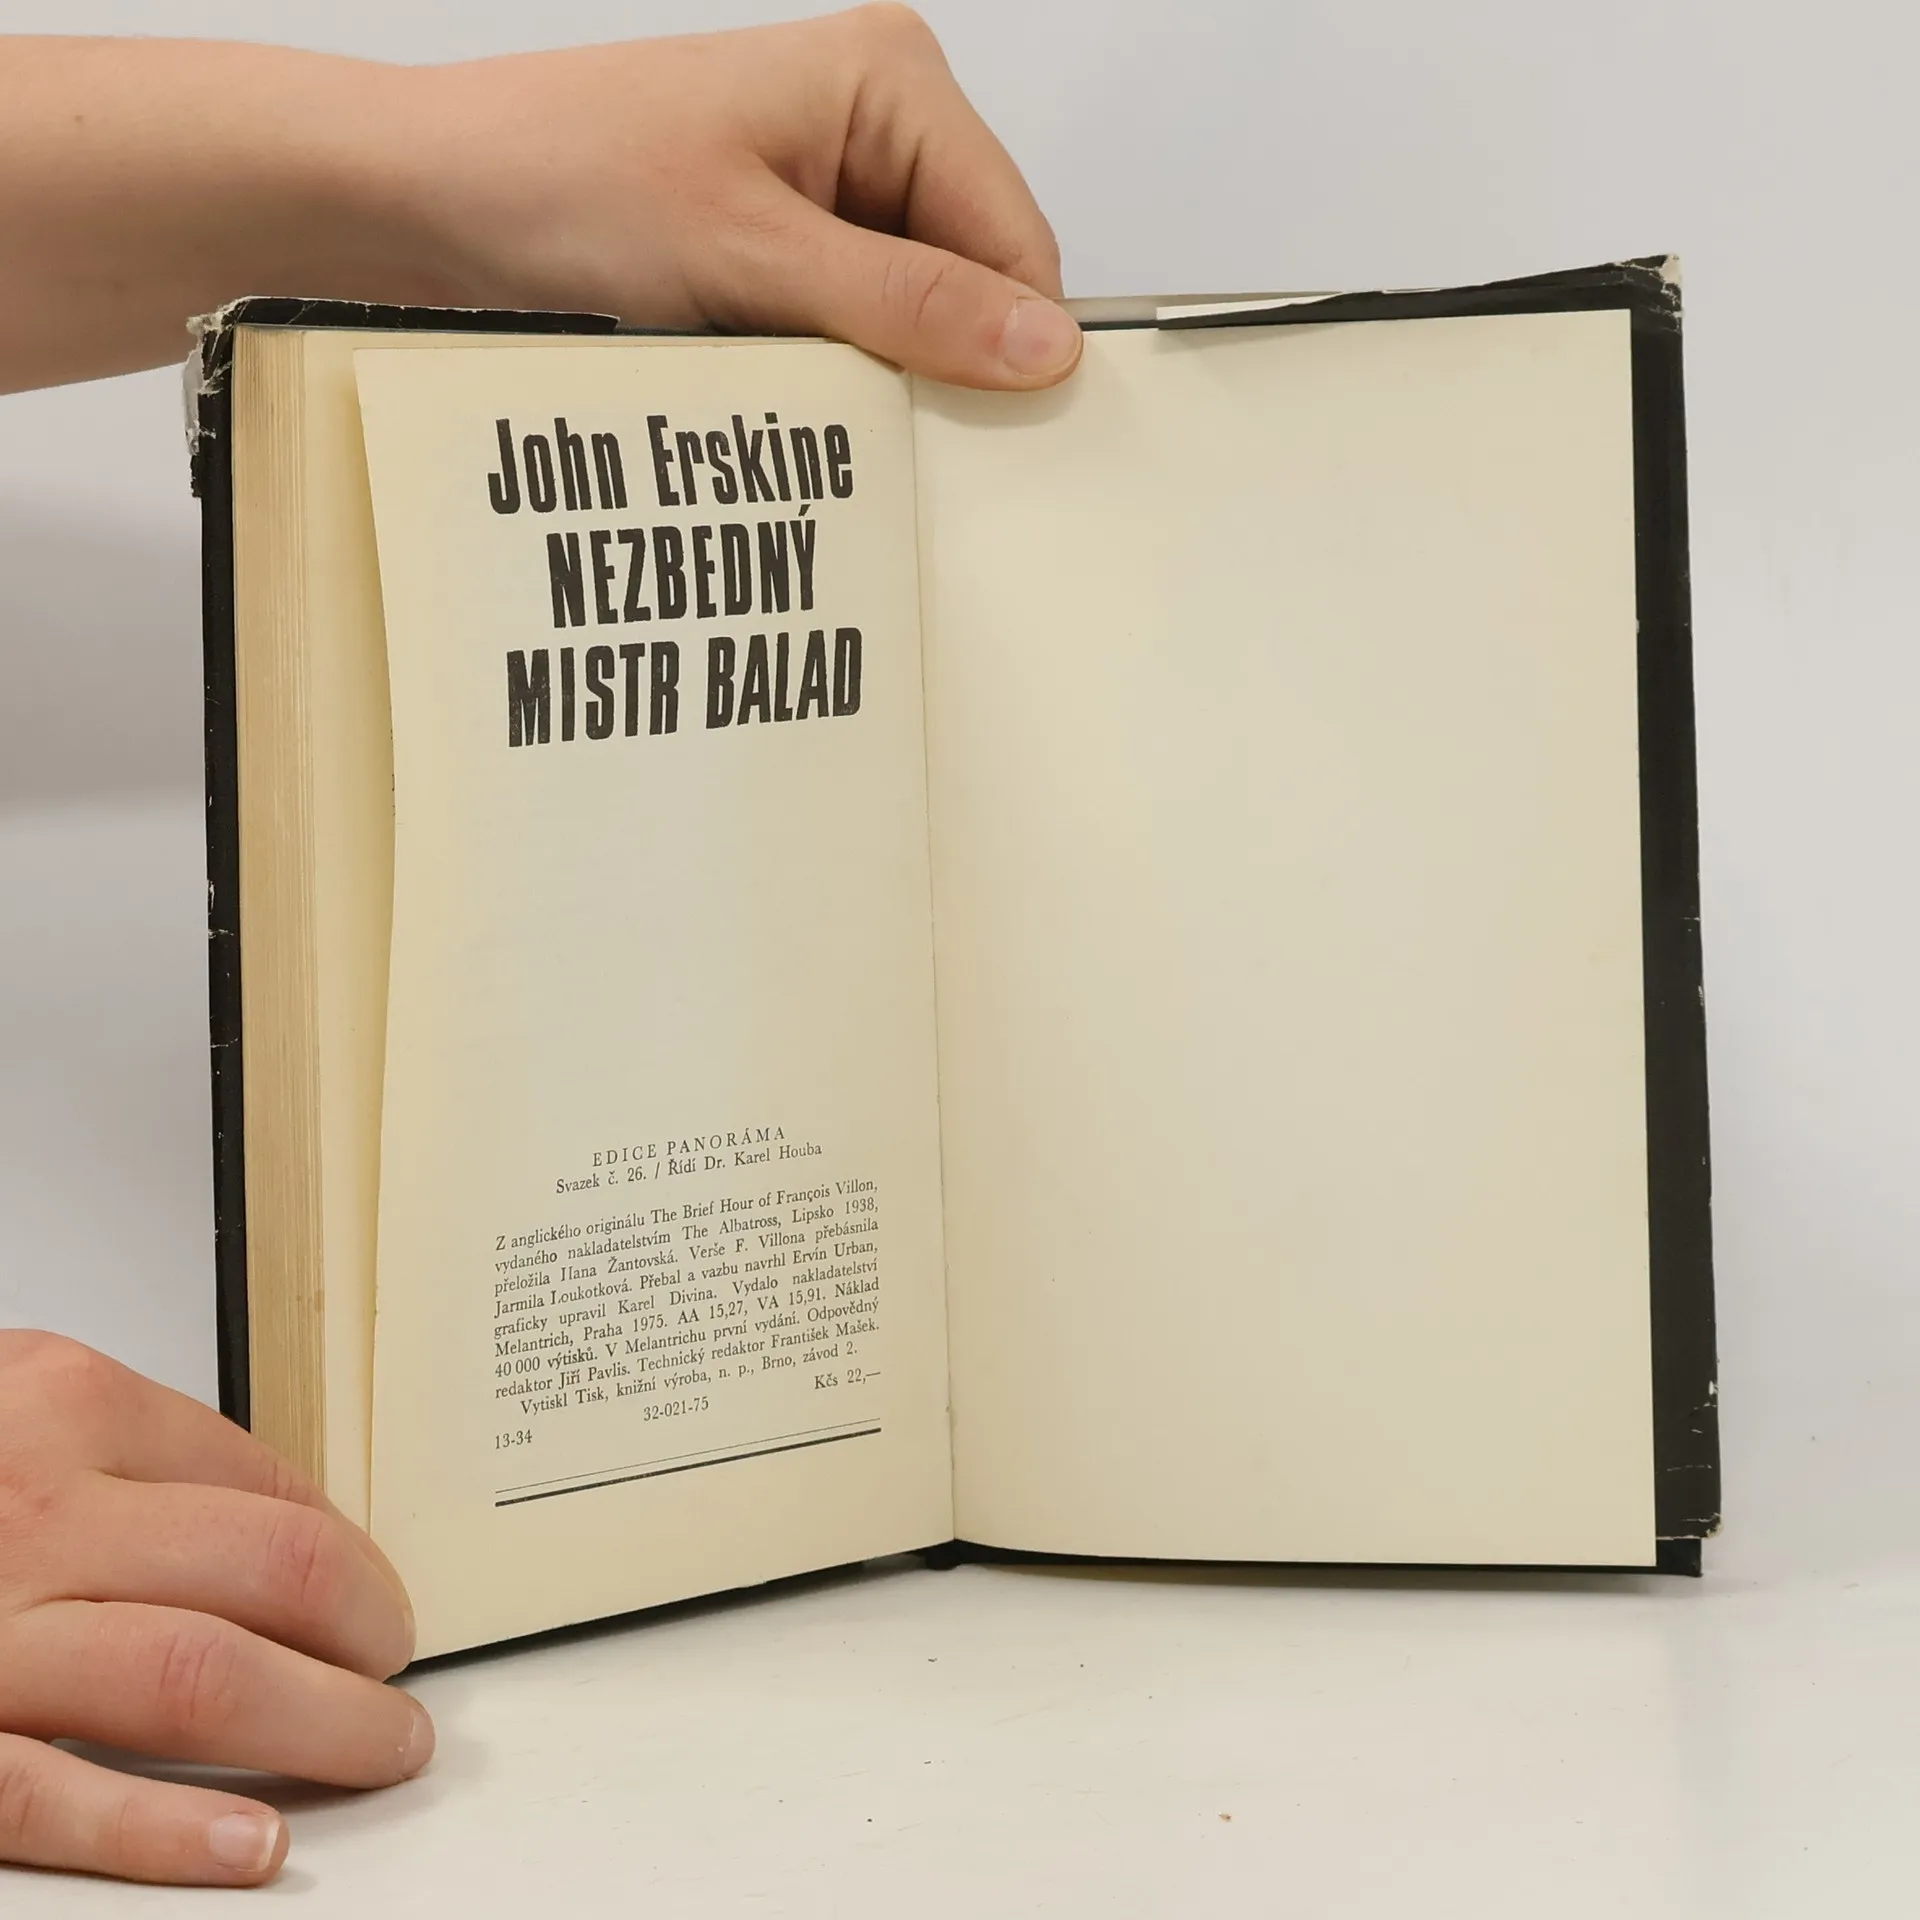 John Erskine
NEZBEDNÝ
MISTR BALAD
EDICE PANORÁMA
Svazek č. 26. / Řídí Dr. Karel Houba
Z anglického originálu The Brief Hour of François Villon,
vydaného nakladatelstvím The Albatross, Lipsko 1938,
přeložila Hana Žantovská. Verše F. Villona přebásnila
Jarmila Loukotková. Přebal a vazbu navrhl Ervín Urban,
graficky upravil Karel Divina. Vydalo nakladatelství
Melantrich, Praha 1975. AA 15,27, VA 15,91. Náklad
40 000 výtisků. V Melantrichu první vydání. Odpovědný
redaktor Jiří Pavlis. Technický redaktor František Mašek.
Vytiskl Tisk, knižní výroba, n. p., Brno, závod 2.
13-34 32-021-75 Kčs 22,—